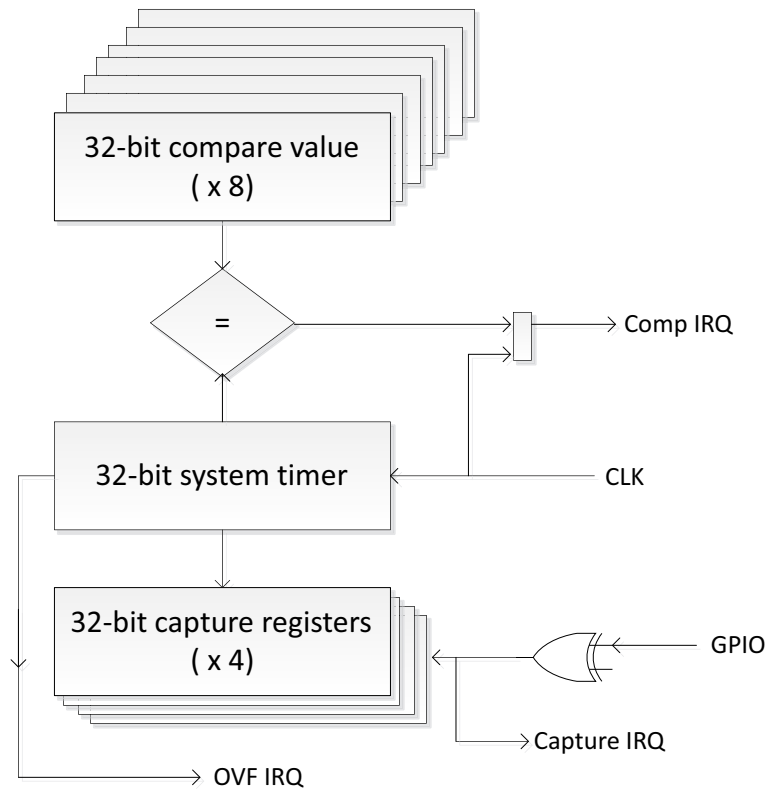 32-bit compare value
( x 8)
=
Comp IRQ
32-bit system timer
CLK
32-bit capture registers
( x 4)
GPIO
Capture IRQ
OVF IRQ